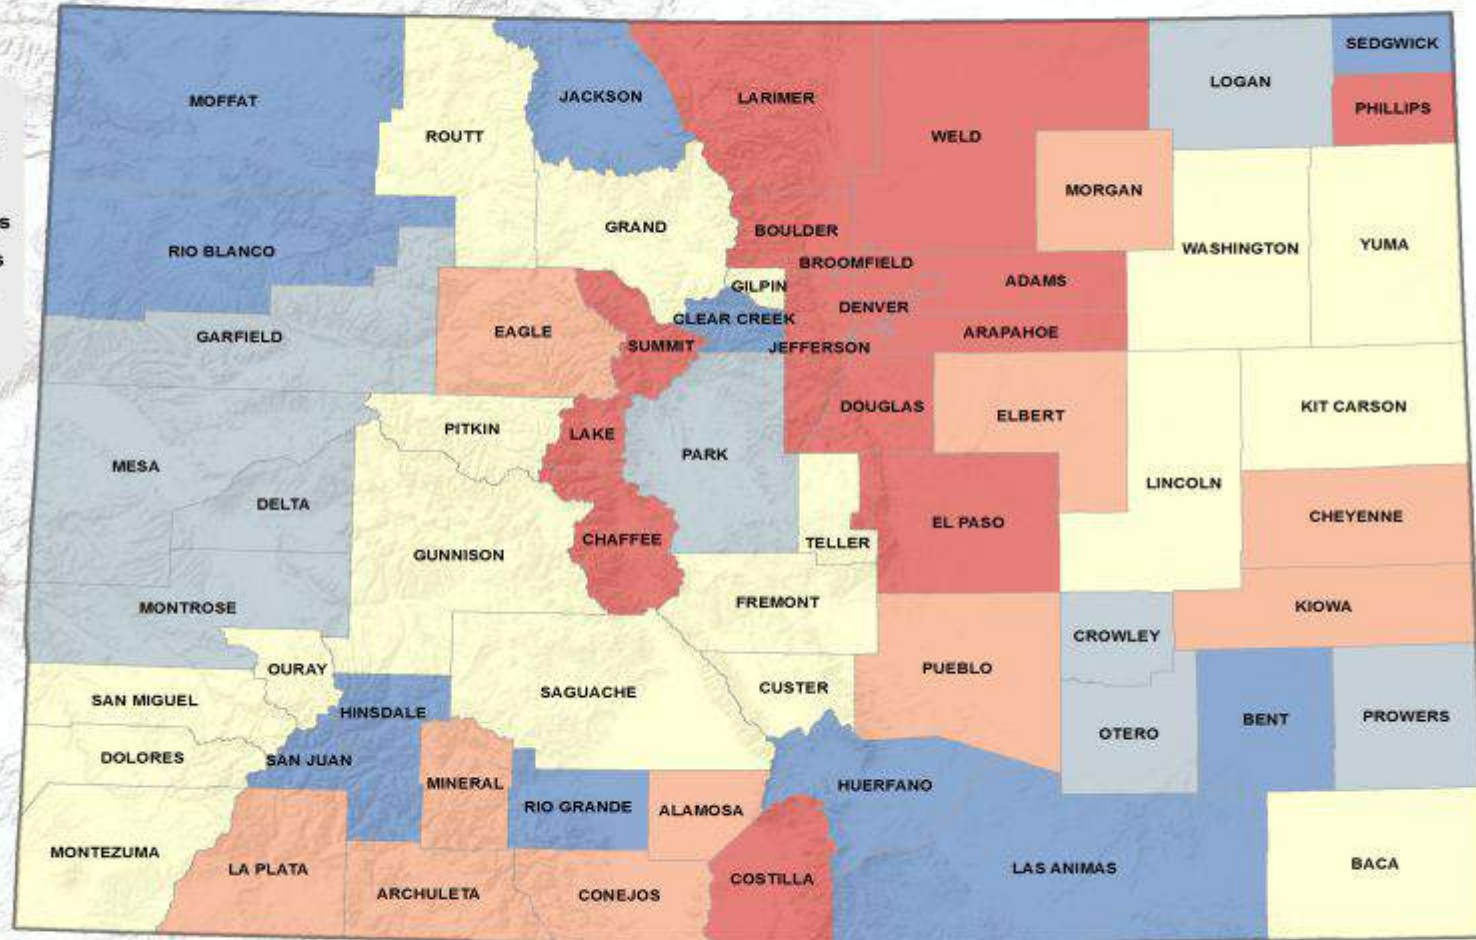 SEDGWICK
LOGAN
JACKSON
LARIMER
MOFFAT
PHILLIPS
ROUTT
WELD
MORGAN
s
GRAND
BOULDER
YUMA
RIO BLANCO
WASHINGTON
s
BROOMFIELD
GILPIN
ADAMS
DENVER
CLEAR CREEK
EAGLE
ARAPAHOE
GARFIELD
SUMMIT
JEFFERSON
DOUGLAS
KIT CARSON
ELBERT
PITKIN
LAKE
PARK
MESA
LINCOLN
DELTA
CHEYENNE
EL PASO
CHAFFEE
TELLER
GUNNISON
FREMONT
MONTROSE
KIOWA
CROWLEY
OURAY
PUEBLO
CUSTER
SAGUACHE
SAN MIGUEL
HINSDALE
PROWERS
BENT
OTERO
DOLORES
SAN JUAN
MINERAL
HUERFANO
RIO GRANDE
ALAMOSA
MONTEZUMA
BACA
LA PLATA
LAS ANIMAS
COSTILLA
ARCHULETA
CONEJOS